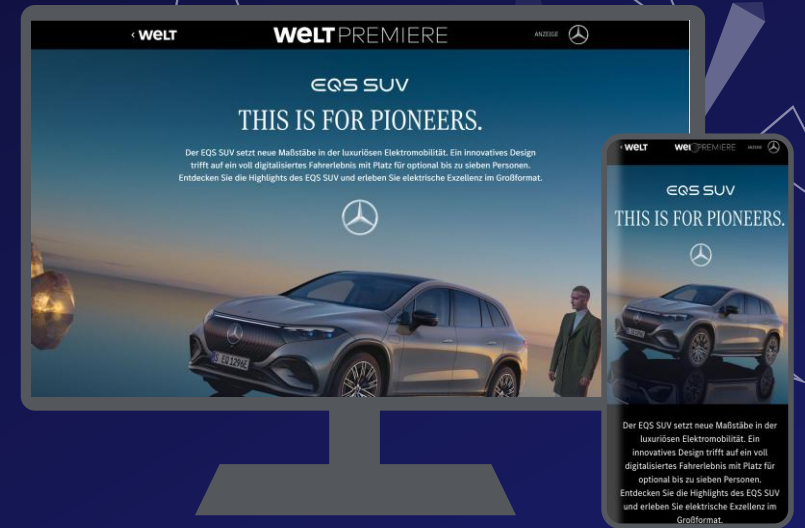 ‹ WELT
WELTPREMIERE
ANZEIGE
EQS SUV
THIS IS FOR PIONEERS.
Der EQS SUV setzt neue Maßstäbe in der luxuriösen Elektromobilität. Ein innovatives Design
trifft auf ein voll digitalisiertes Fahrerlebnis mit Platz für optional bis zu sieben Personen.
Entdecken Sie die Highlights des EQS SUV und erleben Sie elektrische Exzellenz im Großformat.
S EQ 1296E
‹ WELT
WELTPREMIERE
ANZEIGE
EQS SUV
THIS IS FOR PIONEERS.
Der EQS SUV setzt neue Maßstäbe in der
luxuriösen Elektromobilität. Ein
innovatives Design trifft auf ein voll
digitalisiertes Fahrerlebnis mit Platz für
optional bis zu sieben Personen.
Entdecken Sie die Highlights des EQS SUV
und erleben Sie elektrische Exzellenz im
Großformat.